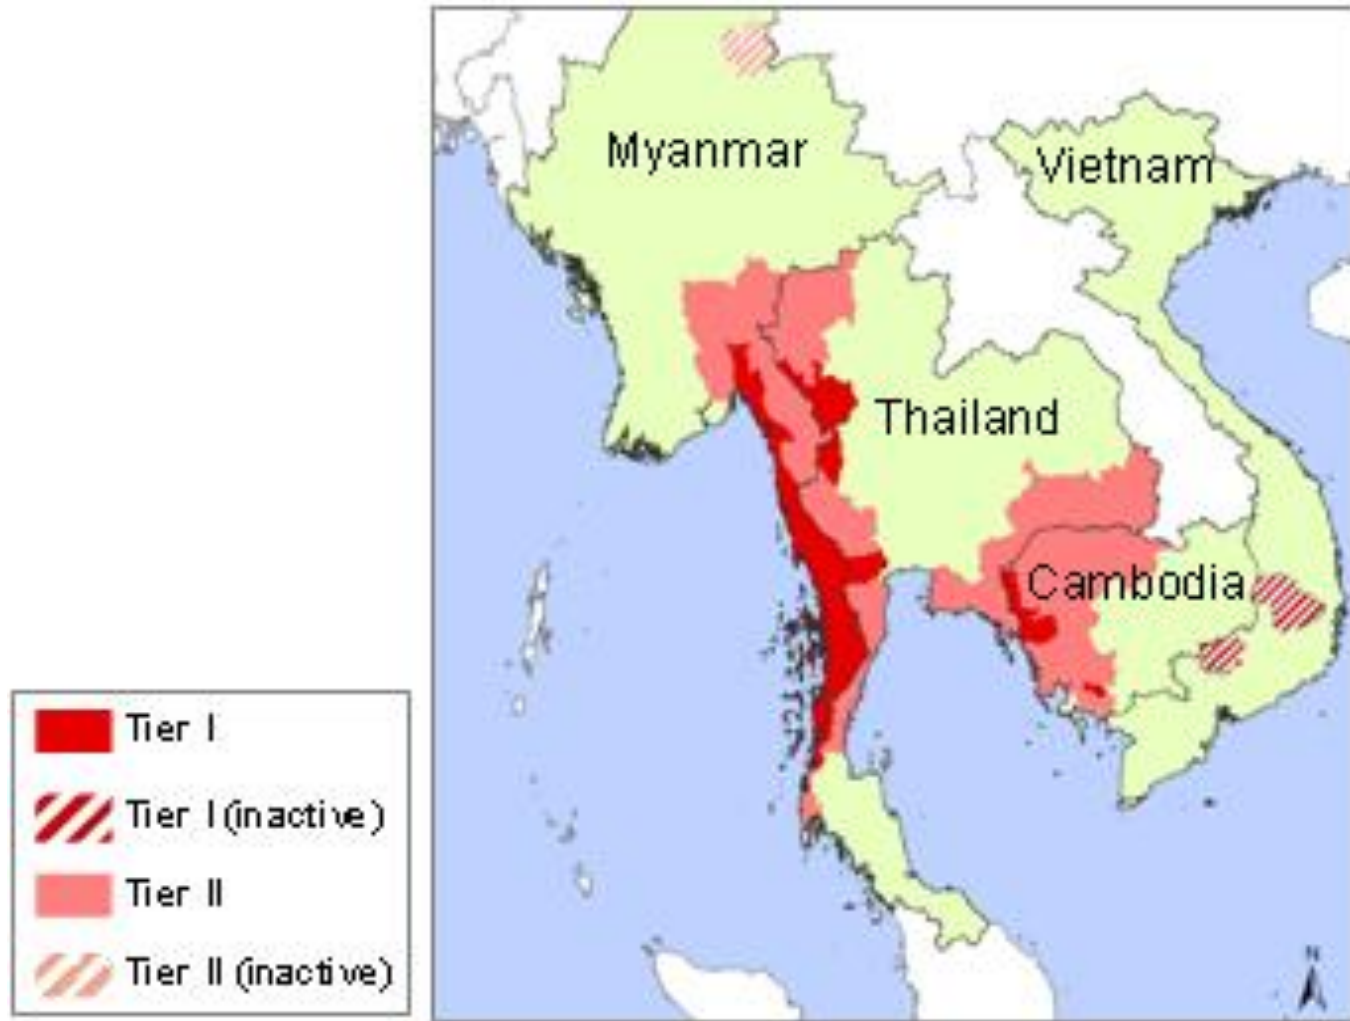 Myanmar
Vietnam
Thailand
Cambodia
Tier I
Tier I (inactive)
Tier II
Tier II (inactive)
N